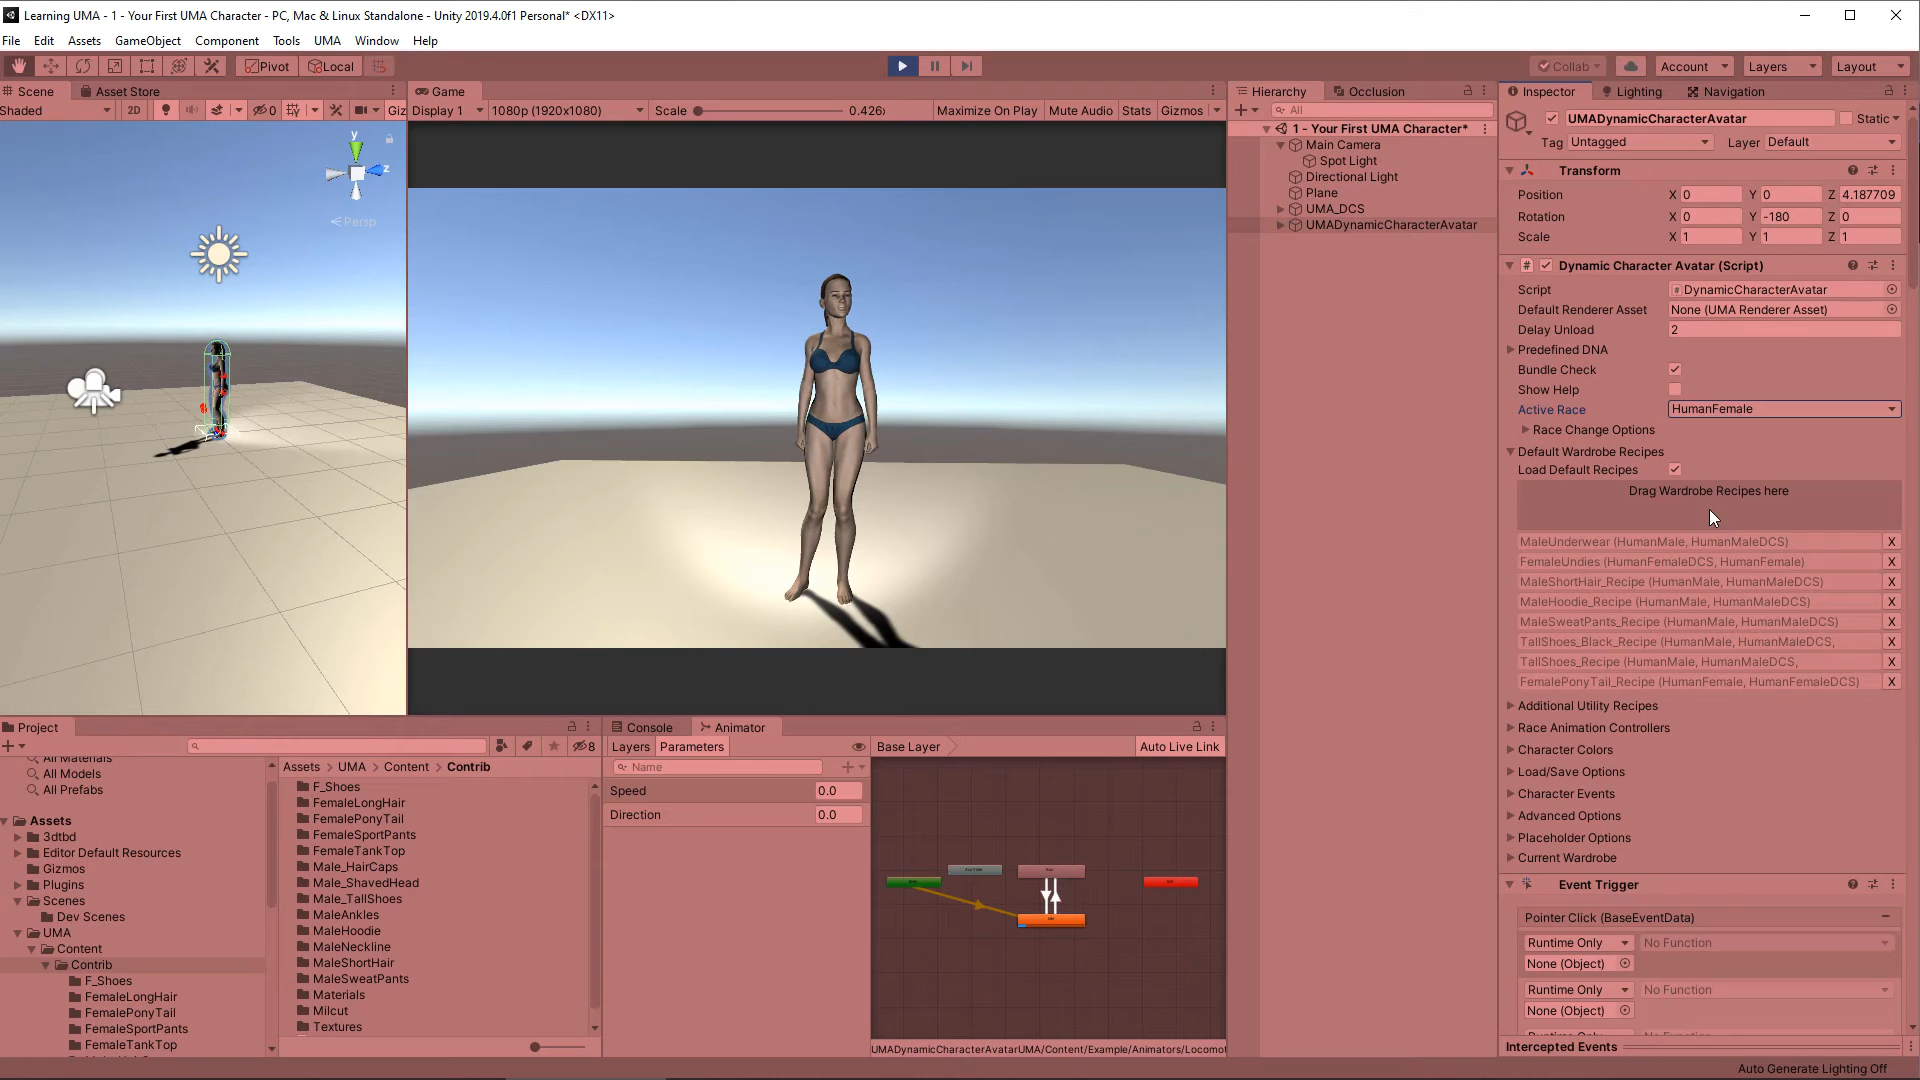 Learning UMA - 1 - Your First UMA Character - PC, Mac & Linux Standalone - Unity 2019.4.0f1 Personal* <DX11>
File Edit Assets GameObject Component Tools UMA Window Help
Pivot Local Collab Account Layers Layout
Scene Asset Store
Shaded 2D 0 Giz
y
z
Persp
Game
Display 1 1080p (1920x1080) Scale 0.426 Maximize On Play Mute Audio Stats Gizmos
Hierarchy Occlusion
All
1 - Your First UMA Character*
Main Camera
Spot Light
Directional Light
Plane
UMA_DCS
UMADynamicCharacterAvatar
Inspector Lighting Navigation
UMADynamicCharacterAvatar Static
Tag Untagged Layer Default
Transform
Position X 0 Y 0 Z 4.187709
Rotation X 0 Y -180 Z 0
Scale X 1 Y 1 Z 1
Dynamic Character Avatar (Script)
Script DynamicCharacterAvatar
Default Renderer Asset None (UMA Renderer Asset)
Delay Unload 2
Predefined DNA
Bundle Check
Show Help
Active Race HumanFemale
Race Change Options
Default Wardrobe Recipes
Load Default Recipes
Drag Wardrobe Recipes here
MaleUnderwear (HumanMale, HumanMaleDCS) X
FemaleUndies (HumanFemaleDCS, HumanFemale) X
MaleShortHair_Recipe (HumanMale, HumanMaleDCS) X
MaleHoodie_Recipe (HumanMale, HumanMaleDCS) X
MaleSweatPants_Recipe (HumanMale, HumanMaleDCS) X
TallShoes_Black_Recipe (HumanMale, HumanMaleDCS, X
TallShoes_Recipe (HumanMale, HumanMaleDCS, X
FemalePonyTail_Recipe (HumanFemale, HumanFemaleDCS) X
Additional Utility Recipes
Race Animation Controllers
Character Colors
Load/Save Options
Character Events
Advanced Options
Placeholder Options
Current Wardrobe
Event Trigger
Pointer Click (BaseEventData)
Runtime Only No Function
None (Object)
Runtime Only No Function
None (Object)
Intercepted Events
Auto Generate Lighting Off
Project
8
All Materials
All Models
All Prefabs
Assets
3dtbd
Editor Default Resources
Gizmos
Plugins
Scenes
Dev Scenes
UMA
Content
Contrib
F_Shoes
FemaleLongHair
FemalePonyTail
FemaleSportPants
FemaleTankTop
Assets > UMA > Content > Contrib
F_Shoes
FemaleLongHair
FemalePonyTail
FemaleSportPants
FemaleTankTop
Male_HairCaps
Male_ShavedHead
Male_TallShoes
MaleAnkles
MaleHoodie
MaleNeckline
MaleShortHair
MaleSweatPants
Materials
Milcut
Textures
Console Animator
Layers Parameters Base Layer Auto Live Link
Name
Speed 0.0
Direction 0.0
UMADynamicCharacterAvatarUMA/Content/Example/Animators/Locomo